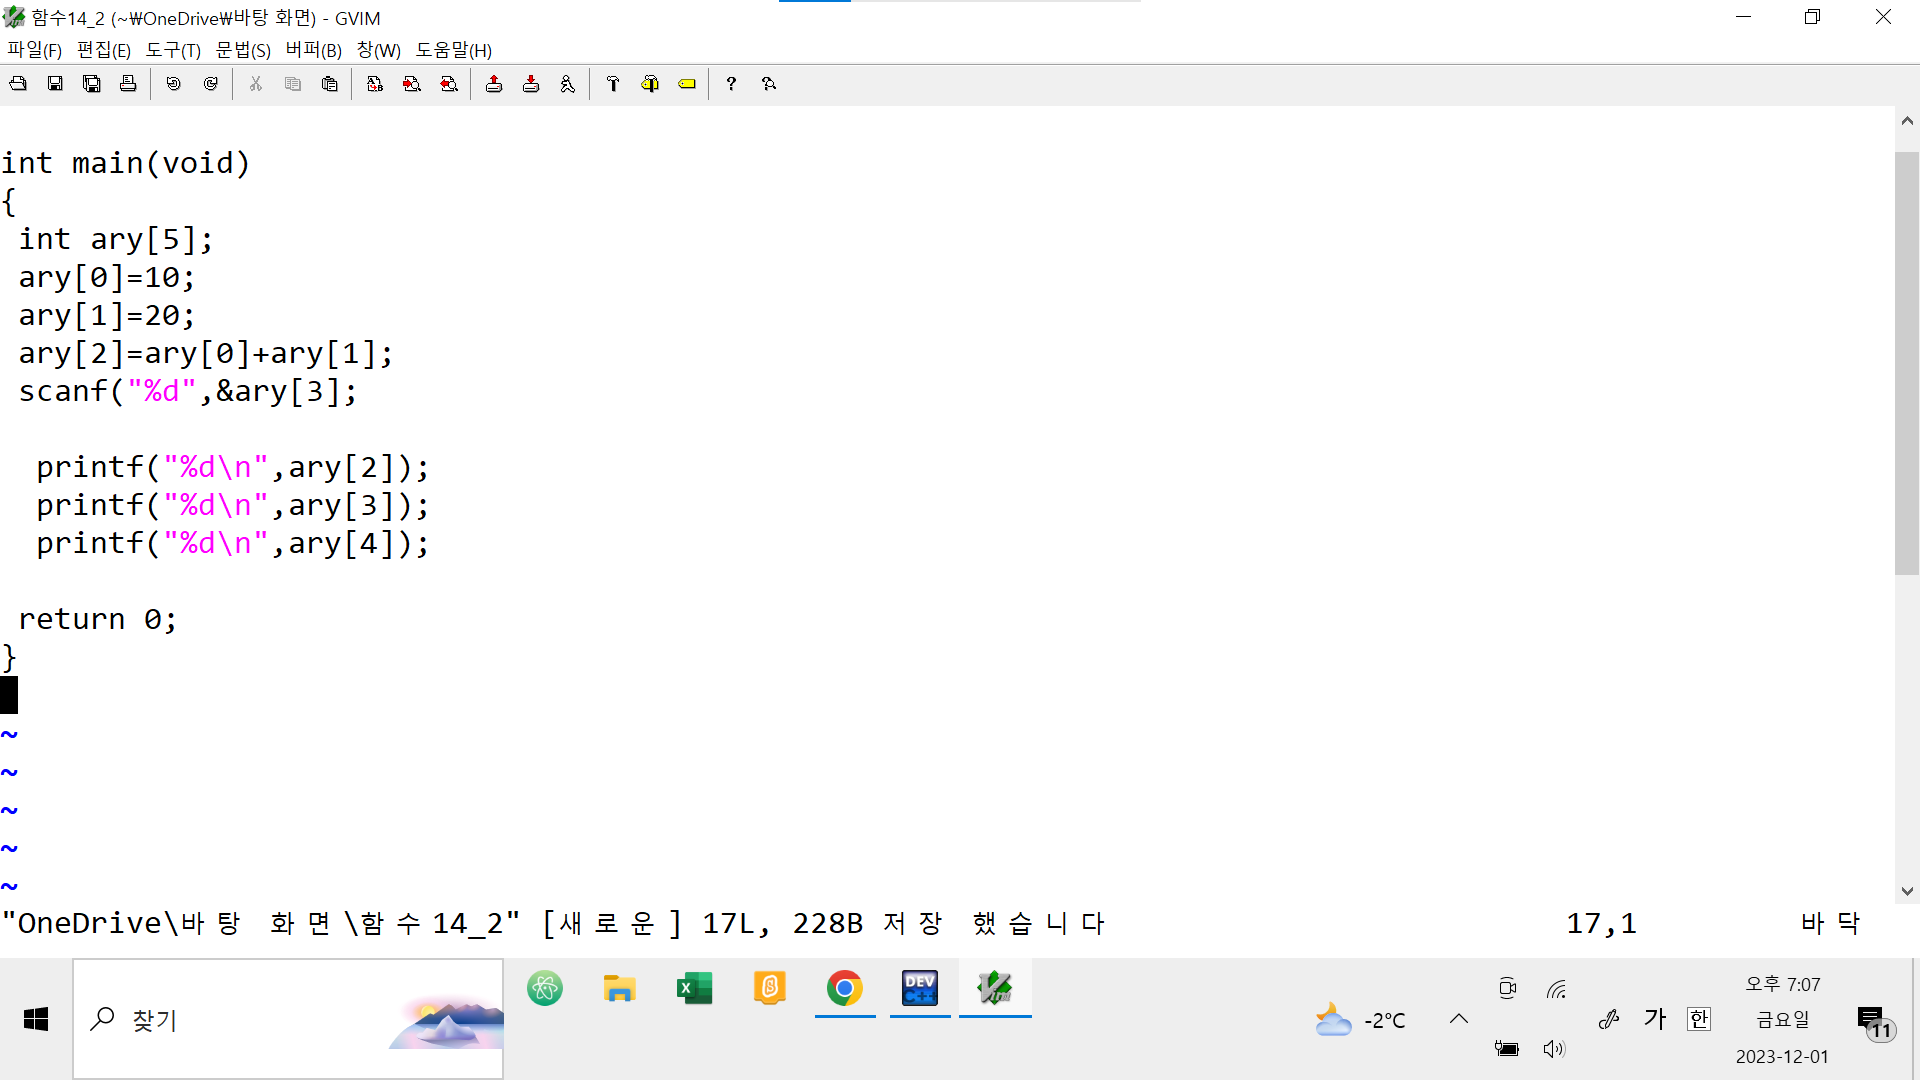 함수14_2 (~\OneDrive\바탕 화면) - GVIM
파일(F) 편집(E) 도구(T) 문법(S) 버퍼(B) 창(W) 도움말(H)
int main(void)
{
 int ary[5];
 ary[0]=10;
 ary[1]=20;
 ary[2]=ary[0]+ary[1];
 scanf("%d",&ary[3];
  printf("%d\n",ary[2]);
  printf("%d\n",ary[3]);
  printf("%d\n",ary[4]);
 return 0;
}
~
~
~
~
~
"OneDrive\바탕 화면\함수14_2" [새로운] 17L, 228B 저장 했습니다 17,1 바닥
찾기
DEV C++
Vim
-2°C
가
한
오후 7:07
금요일
2023-12-01
11